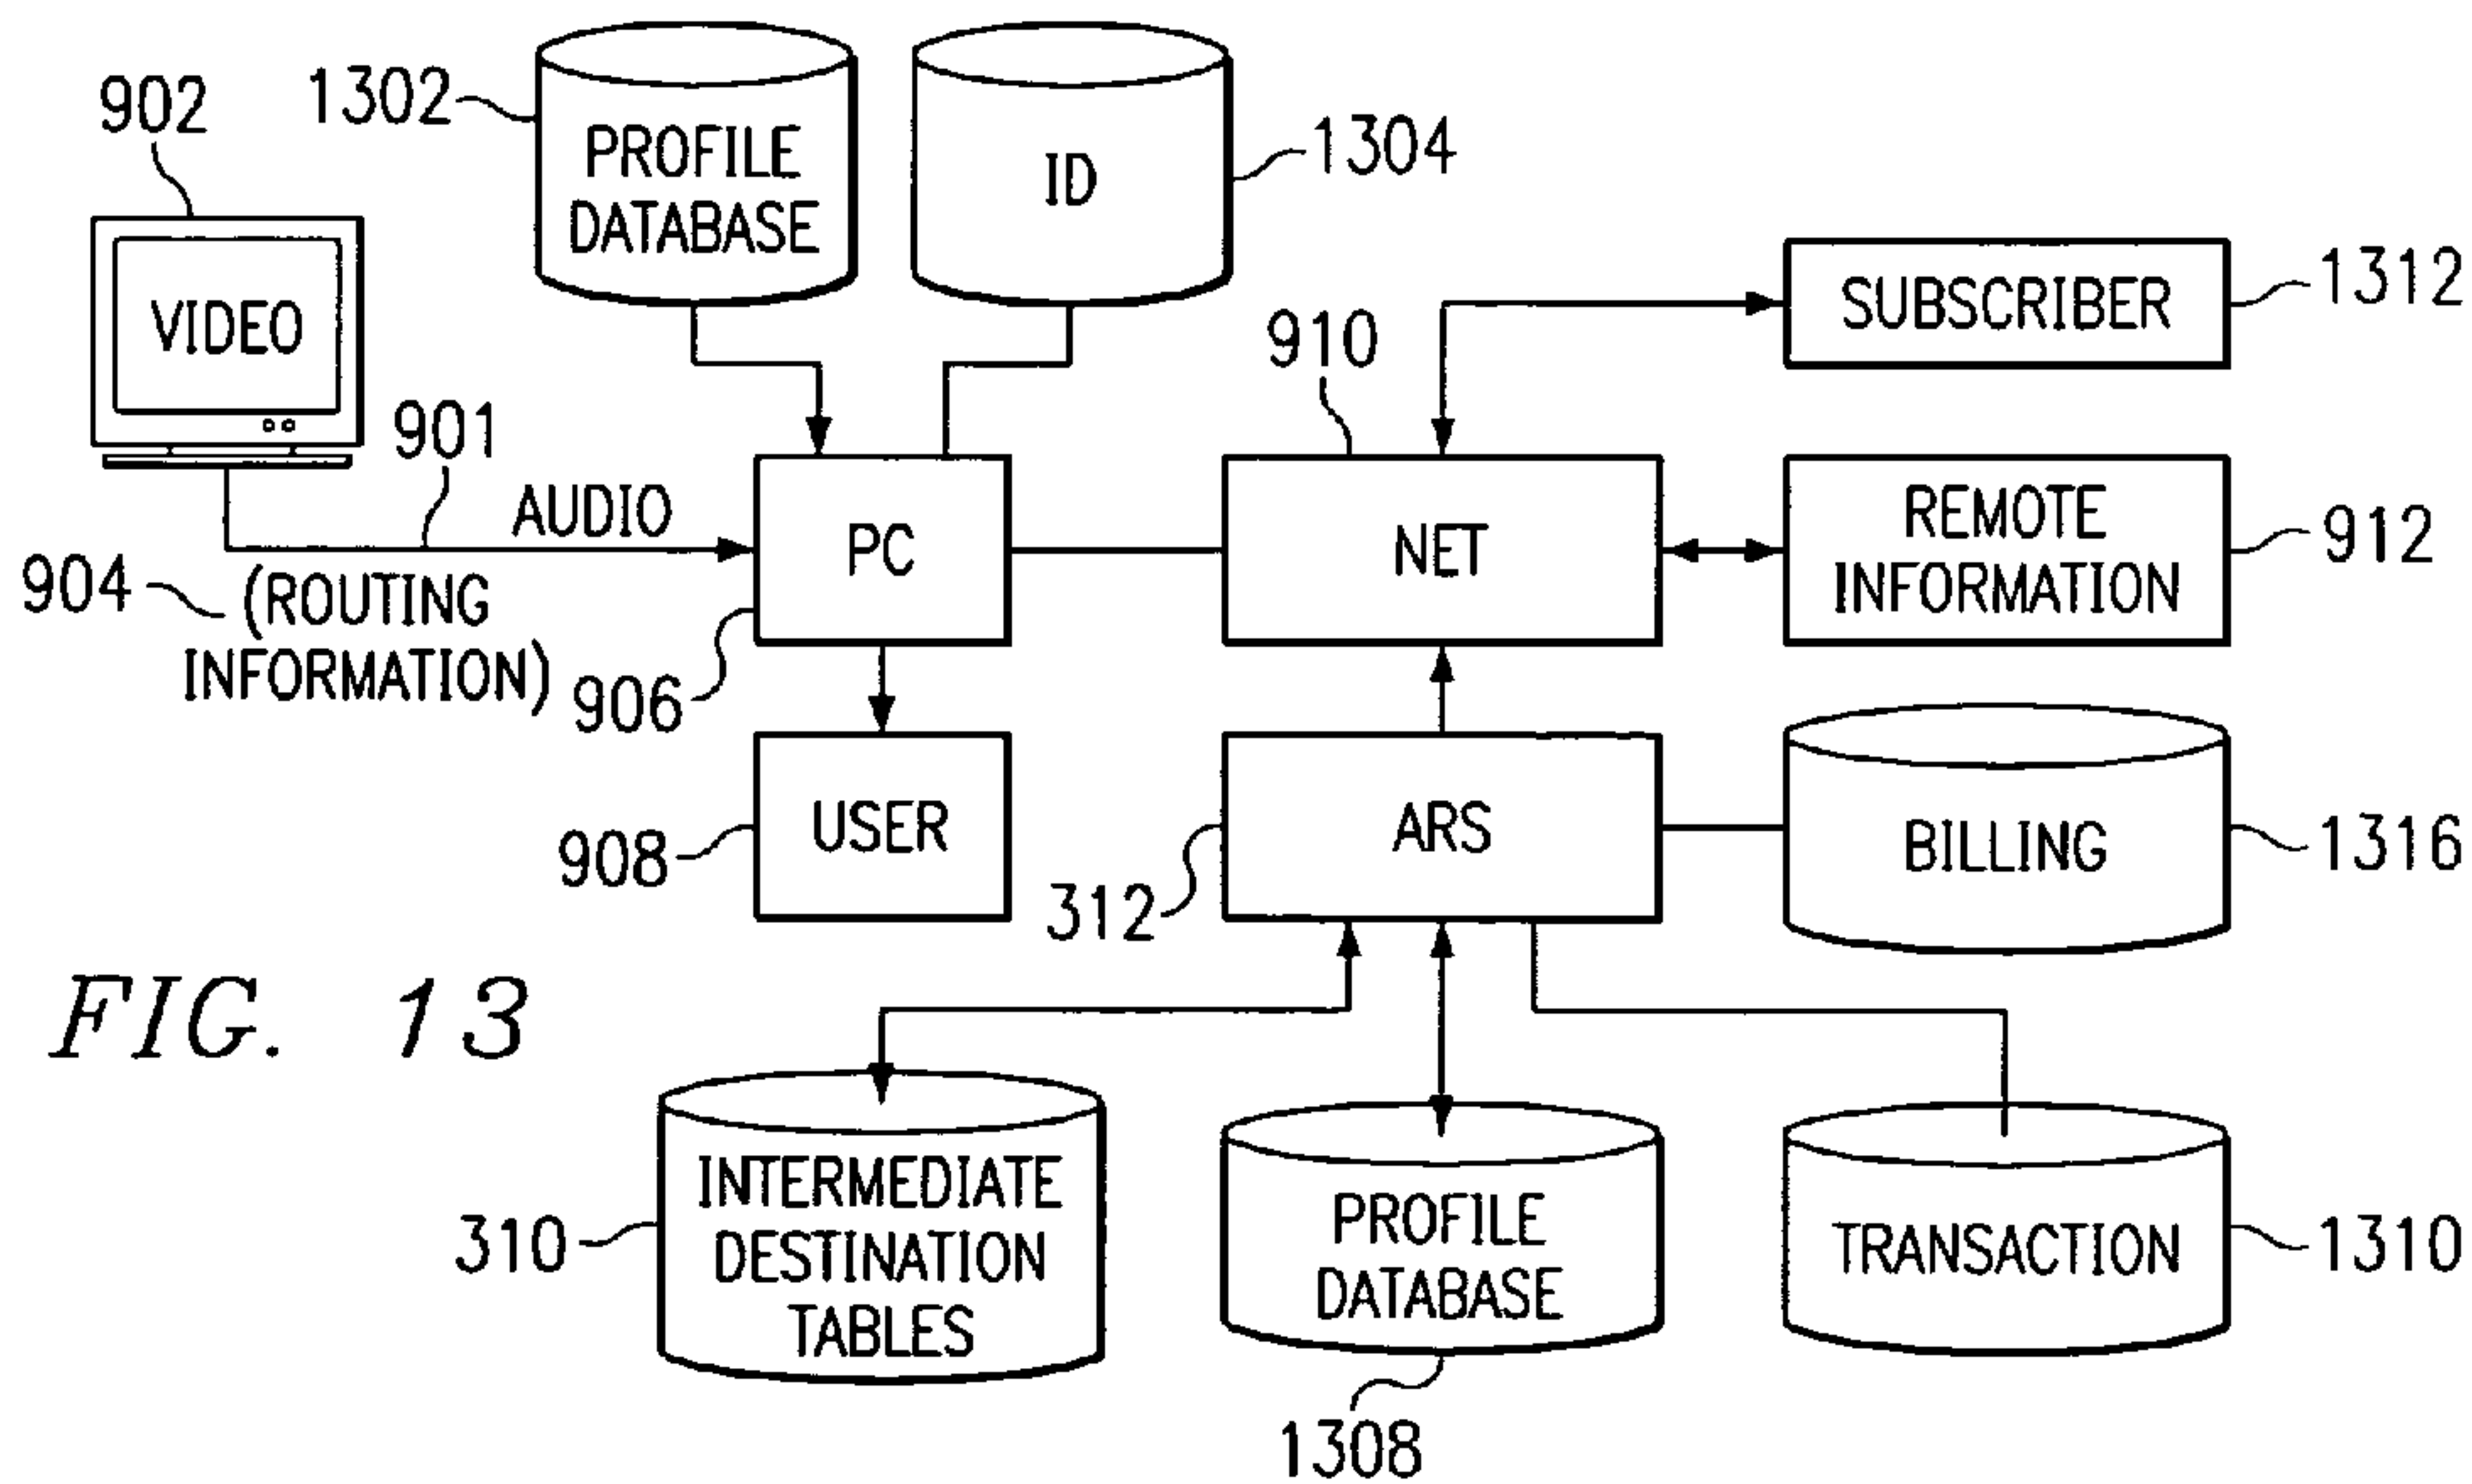 902
1302
PROFILE
DATABASE
ID
1304
VIDEO
901
AUDIO
904
(ROUTING
INFORMATION)
906
PC
910
NET
SUBSCRIBER
1312
REMOTE
INFORMATION
912
908
USER
312
ARS
BILLING
1316
FIG. 13
310
INTERMEDIATE
DESTINATION
TABLES
PROFILE
DATABASE
1308
TRANSACTION
1310